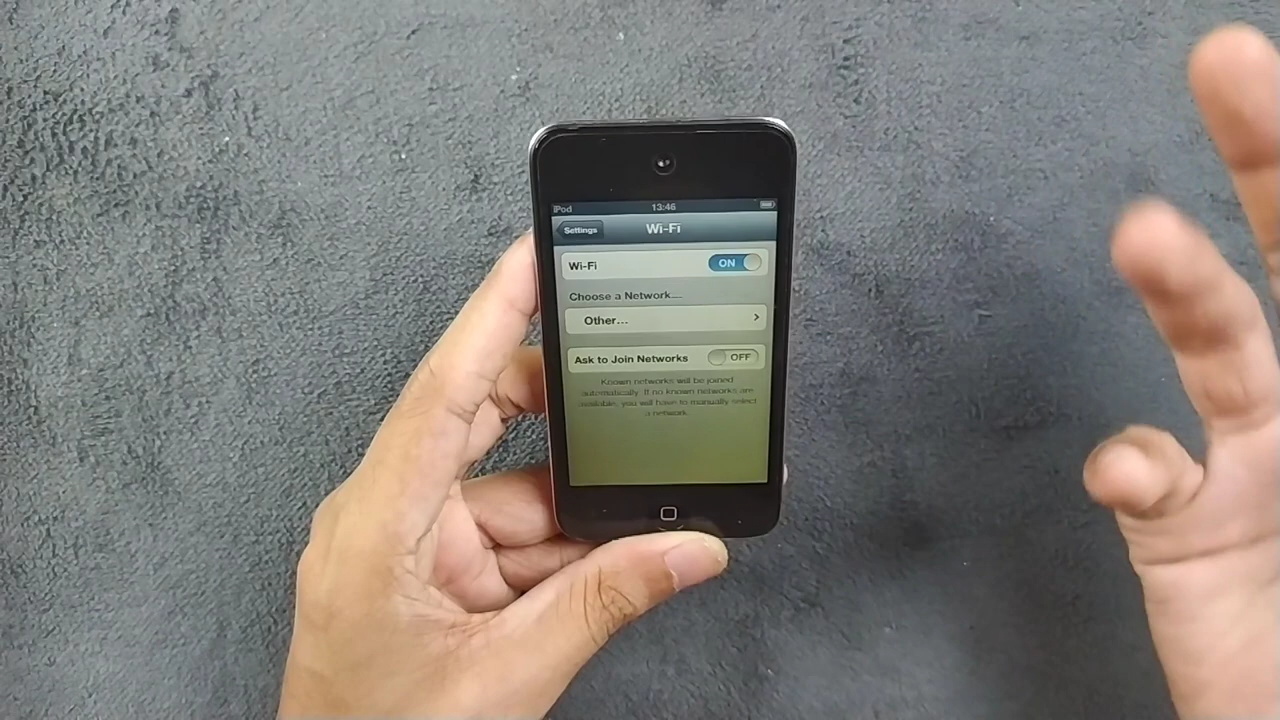 iPod 13:46
Settings Wi-Fi
Wi-Fi ON
Choose a Network...
Other... >
Ask to Join Networks OFF
Known networks will be joined
automatically. If no known networks are
available, you will have to manually select
a network.